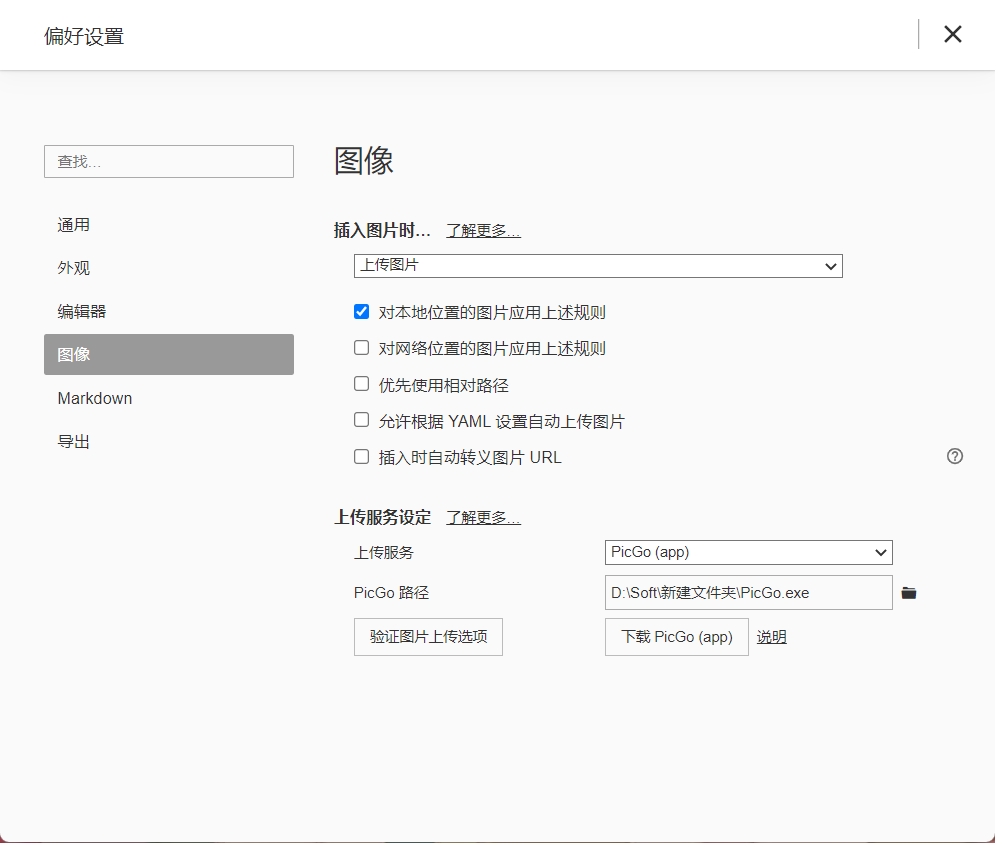 偏好设置
查找...
通用
外观
编辑器
图像
Markdown
导出
图像
插入图片时... 了解更多...
上传图片
对本地位置的图片应用上述规则
对网络位置的图片应用上述规则
优先使用相对路径
允许根据 YAML 设置自动上传图片
插入时自动转义图片 URL
上传服务设定 了解更多...
上传服务 PicGo (app)
PicGo 路径 D:\Soft\新建文件夹\PicGo.exe
验证图片上传选项 下载 PicGo (app) 说明